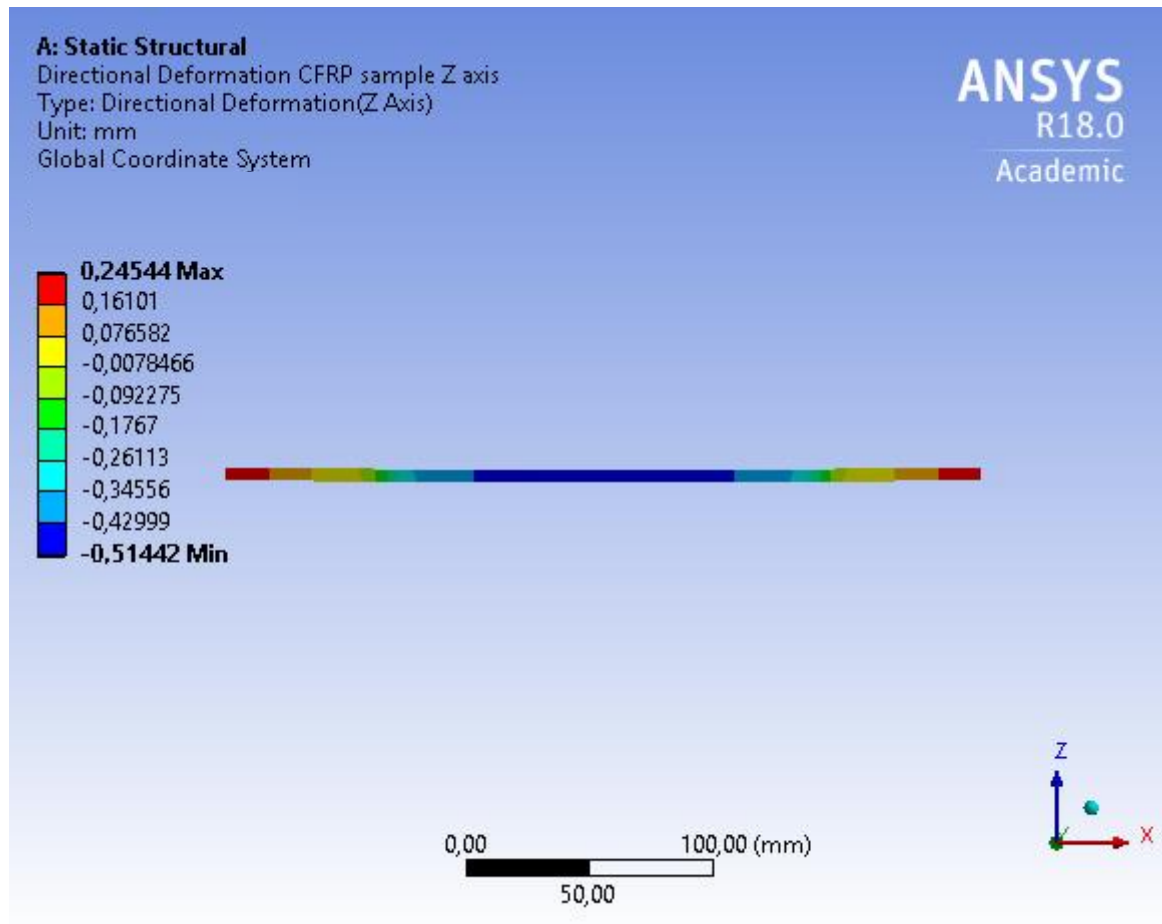 A: Static Structural
Directional Deformation CFRP sample Z axis
Type: Directional Deformation(Z Axis)
Unit: mm
Global Coordinate System
ANSYS
R18.0
Academic
0,24544 Max
0,16101
0,076582
-0,0078466
-0,092275
-0,1767
-0,26113
-0,34556
-0,42999
-0,51442 Min
Z
X
0,00
100,00 (mm)
50,00